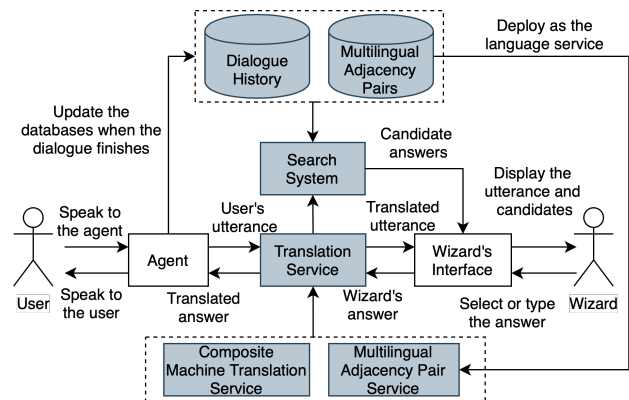 Dialogue
History
Multilingual
Adjacency
Pairs
Deploy as the
language service
Update the
databases when the
dialogue finishes
Search
System
Candidate
answers
Display the
utterance and
candidates
Speak to
the agent
User's
utterance
Translated
utterance
Agent
Translation
Service
Wizard's
Interface
User
Speak to
the user
Translated
answer
Wizard's
answer
Select or type
the answer
Wizard
Composite
Machine Translation
Service
Multilingual
Adjacency Pair
Service